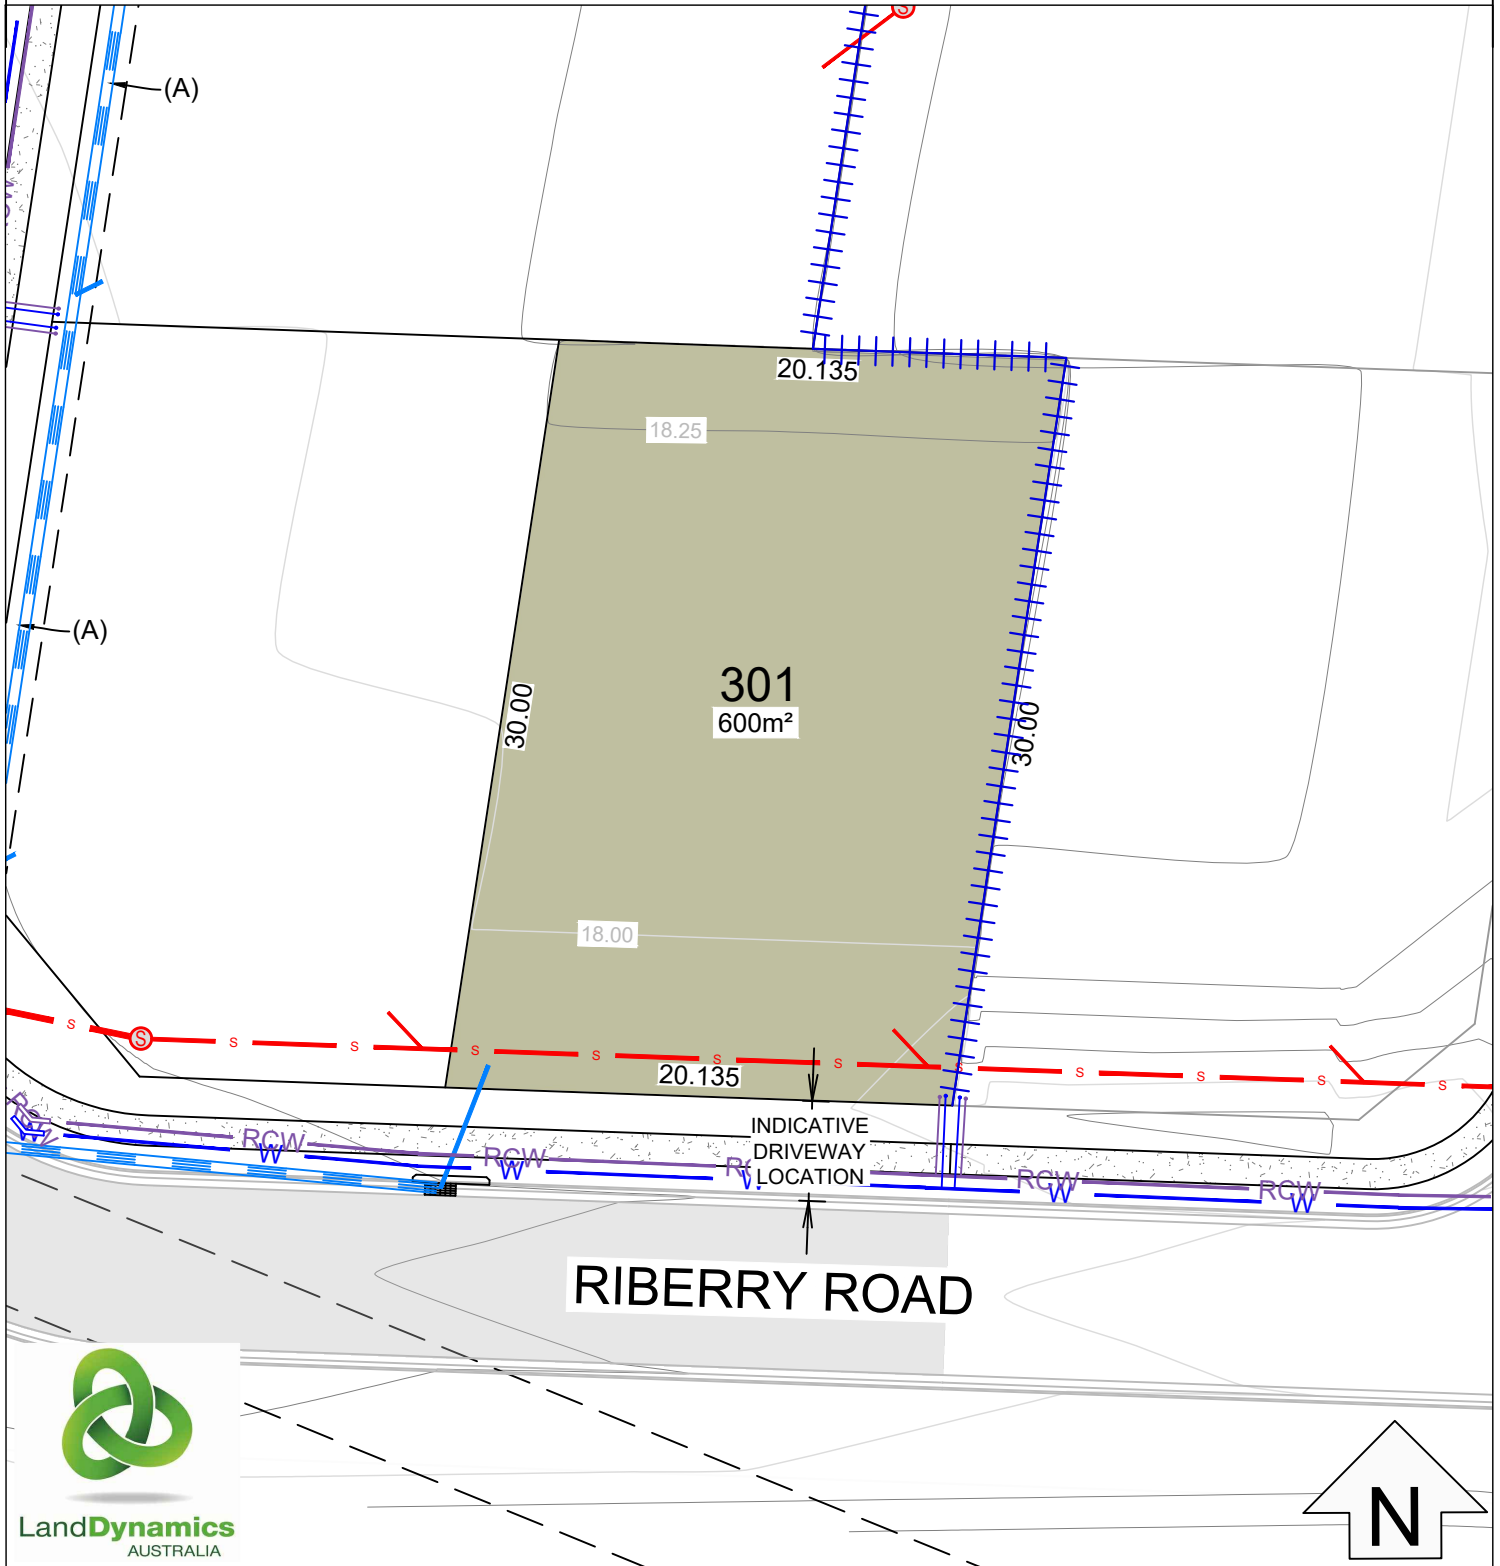 S
(A)
20.135
18.25
(A)
301
600m²
30.00
30.00
18.00
S
S
S
S
S
S
S
S
S
S
S
S
S
20.135
INDICATIVE
DRIVEWAY
LOCATION
RCW
W
RCW
W
RCW
W
RCW
W
RIBERRY ROAD
LandDynamics
AUSTRALIA
N